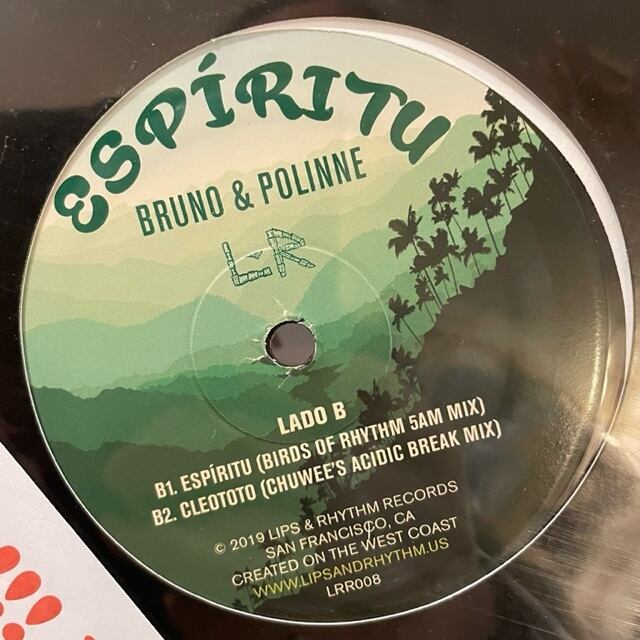 ESPÍRITU
BRUNO & POLINNE
LR
LADO B
B1. ESPÍRITU (BIRDS OF RHYTHM 5AM MIX)
B2. CLEOTOTO (CHUWEE'S ACIDIC BREAK MIX)
© 2019 LIPS & RHYTHM RECORDS
SAN FRANCISCO, CA
CREATED ON THE WEST COAST
WWW.LIPSANDRHYTHM.US
LRR008
!!!